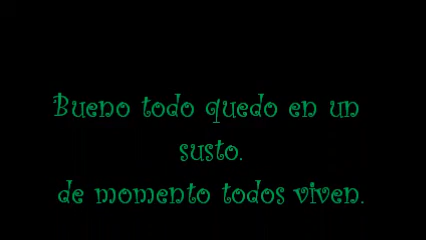 Bueno todo quedo en un
susto.
de momento todos viven.